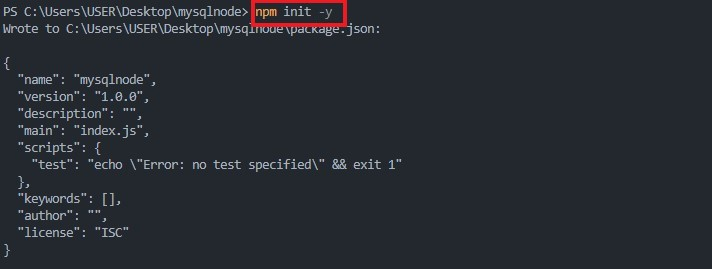 PS C:\Users\USER\Desktop\mysqlnode> npm init -y
Wrote to C:\Users\USER\Desktop\mysqlnode\package.json:
{
  "name": "mysqlnode",
  "version": "1.0.0",
  "description": "",
  "main": "index.js",
  "scripts": {
    "test": "echo \"Error: no test specified\" && exit 1"
  },
  "keywords": [],
  "author": "",
  "license": "ISC"
}